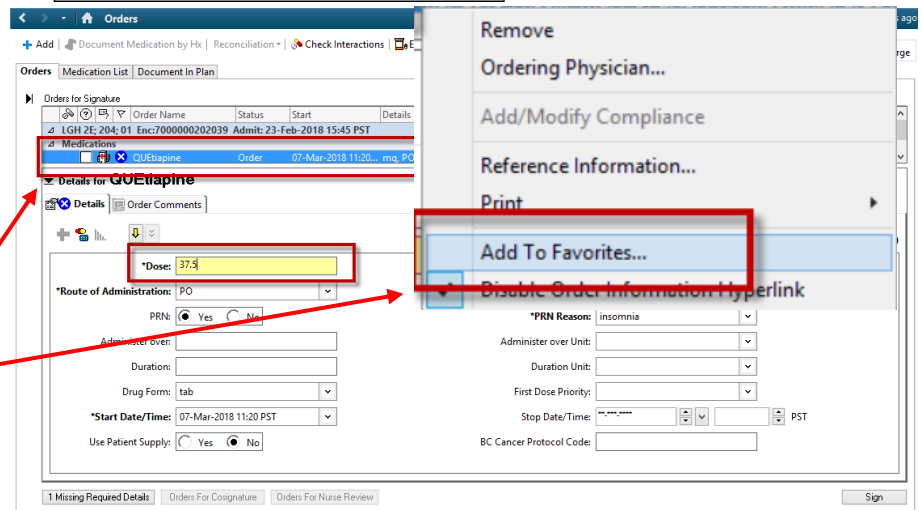 Orders
s ago
Add Document Medication by Hx Reconciliation Check Interactions
rge
Orders Medication List Document In Plan
Orders for Signature
Order Name Status Start Details
LGH 2E; 204; 01 Enc:7000000202039 Admit: 23-Feb-2018 15:45 PST
Medications
QUEtiapine Order 07-Mar-2018 11:20... mg, PO
Details for QUEtiapine
Details Order Comments
*Dose: 37.5
*Route of Administration: PO
PRN: Yes No
*PRN Reason: insomnia
Administer over:
Administer over Unit:
Duration:
Duration Unit:
Drug Form: tab
First Dose Priority:
*Start Date/Time: 07-Mar-2018 11:20 PST
Stop Date/Time: **-***-**** PST
Use Patient Supply: Yes No
BC Cancer Protocol Code:
1 Missing Required Details Orders For Cosignature Orders For Nurse Review Sign
Remove
Ordering Physician...
Add/Modify Compliance
Reference Information...
Print
Add To Favorites...
Disable Order Information Hyperlink